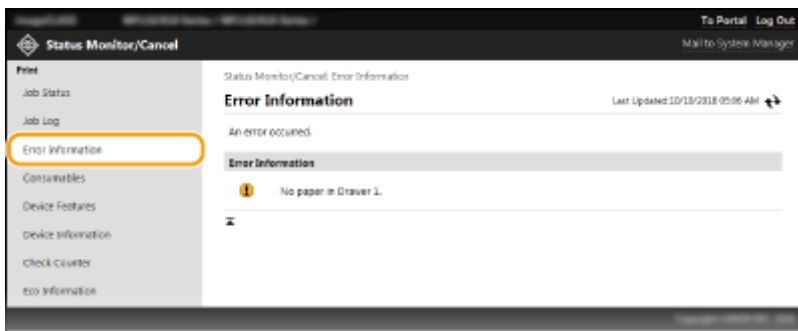 To Portal Log Out
Status Monitor/Cancel
Mail to System Manager
Print
Job Status
Job Log
Error Information
Consumables
Device Features
Device Information
Check Counter
Eco Information
Status Monitor/Cancel: Error Information
Error Information
Last Updated:10/10/2018 05:06 AM
An error occurred.
Error Information
No paper in Drawer 1.